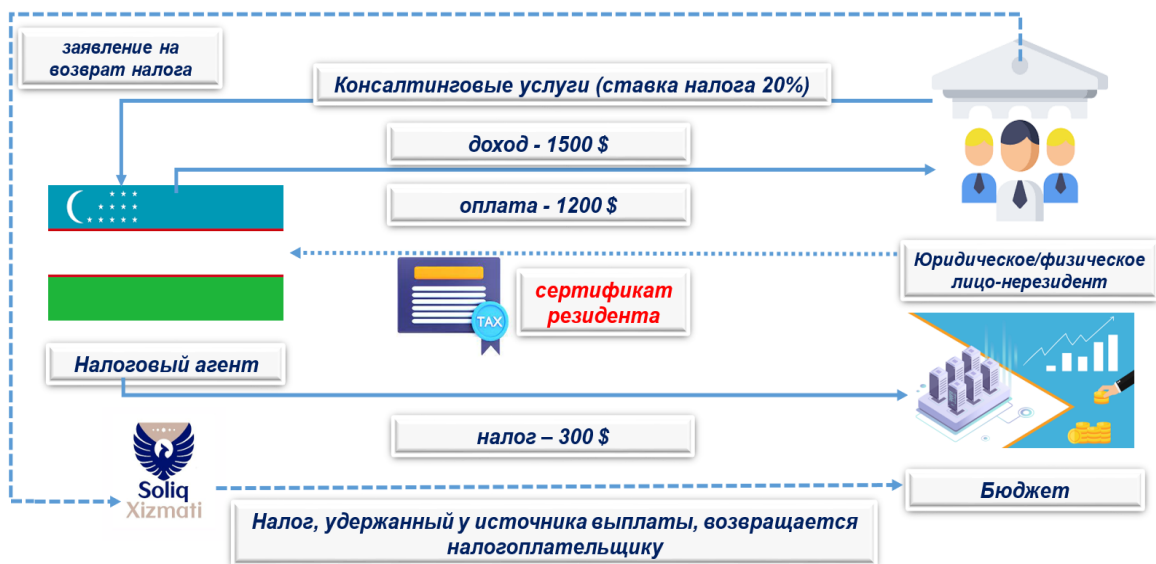 заявление на
возврат налога
Консалтинговые услуги (ставка налога 20%)
доход - 1500 $
оплата - 1200 $
Юридическое/физическое
лицо-нерезидент
сертификат
резидента
TAX
Налоговый агент
налог – 300 $
Soliq
Xizmati
Бюджет
Налог, удержанный у источника выплаты, возвращается
налогоплательщику